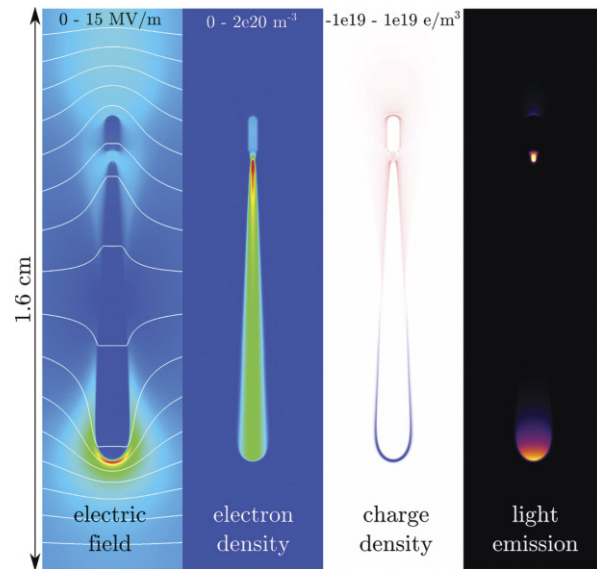 0 - 15 MV/m
0 - 2e20 m⁻³
-1e19 - 1e19 e/m³
1.6 cm
electric
field
electron
density
charge
density
light
emission